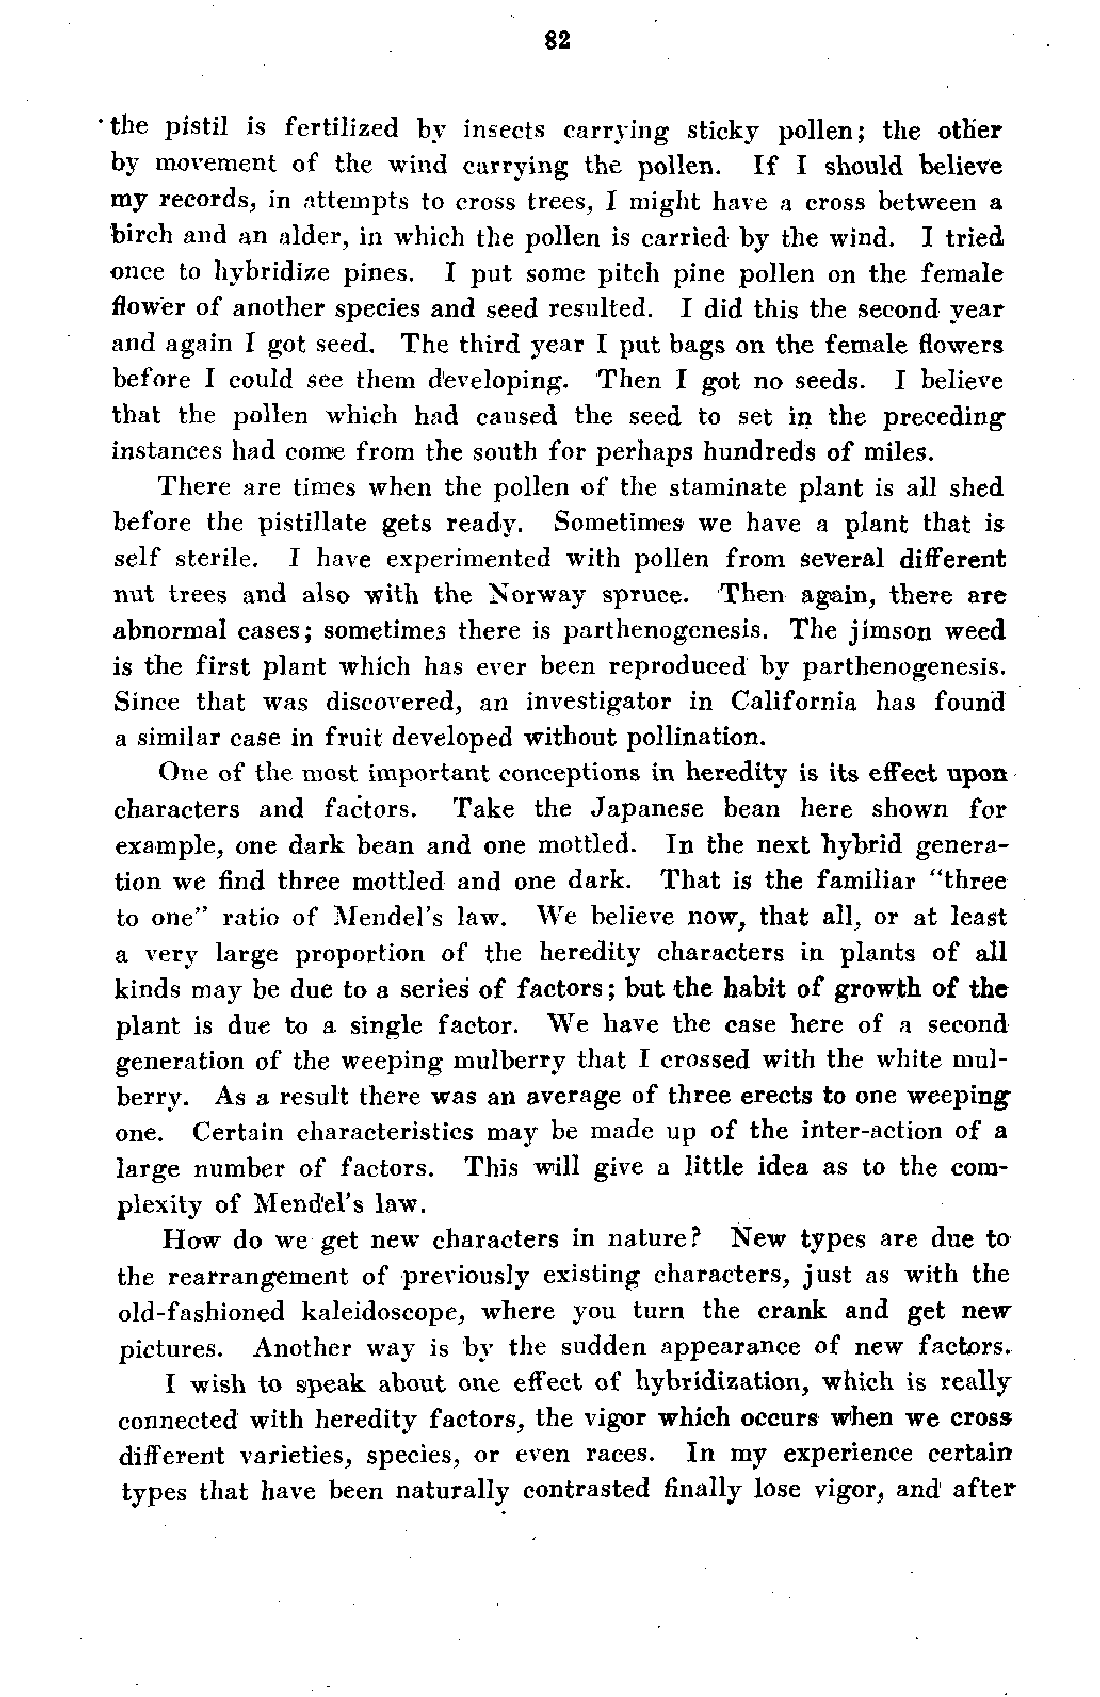 82
the pistil is fertilized by insects carrying sticky pollen; the other
by movement of the wind carrying the pollen. If I should believe
my records, in attempts to cross trees, I might have a cross between a
birch and an alder, in which the pollen is carried by the wind. I tried
once to hybridize pines. I put some pitch pine pollen on the female
flower of another species and seed resulted. I did this the second year
and again I got seed. The third year I put bags on the female flowers
before I could see them developing. Then I got no seeds. I believe
that the pollen which had caused the seed to set in the preceding
instances had come from the south for perhaps hundreds of miles.
There are times when the pollen of the staminate plant is all shed
before the pistillate gets ready. Sometimes we have a plant that is
self sterile. I have experimented with pollen from several different
nut trees and also with the Norway spruce. Then again, there are
abnormal cases; sometimes there is parthenogenesis. The jimson weed
is the first plant which has ever been reproduced by parthenogenesis.
Since that was discovered, an investigator in California has found
a similar case in fruit developed without pollination.
One of the most important conceptions in heredity is its effect upon
characters and factors. Take the Japanese bean here shown for
example, one dark bean and one mottled. In the next hybrid genera-
tion we find three mottled and one dark. That is the familiar "three
to one" ratio of Mendel's law. We believe now, that all, or at least
a very large proportion of the heredity characters in plants of all
kinds may be due to a series of factors; but the habit of growth of the
plant is due to a single factor. We have the case here of a second
generation of the weeping mulberry that I crossed with the white mul-
berry. As a result there was an average of three erects to one weeping
one. Certain characteristics may be made up of the inter-action of a
large number of factors. This will give a little idea as to the com-
plexity of Mendel's law.
How do we get new characters in nature? New types are due to
the rearrangement of previously existing characters, just as with the
old-fashioned kaleidoscope, where you turn the crank and get new
pictures. Another way is by the sudden appearance of new factors.
I wish to speak about one effect of hybridization, which is really
connected with heredity factors, the vigor which occurs when we cross
different varieties, species, or even races. In my experience certain
types that have been naturally contrasted finally lose vigor, and after